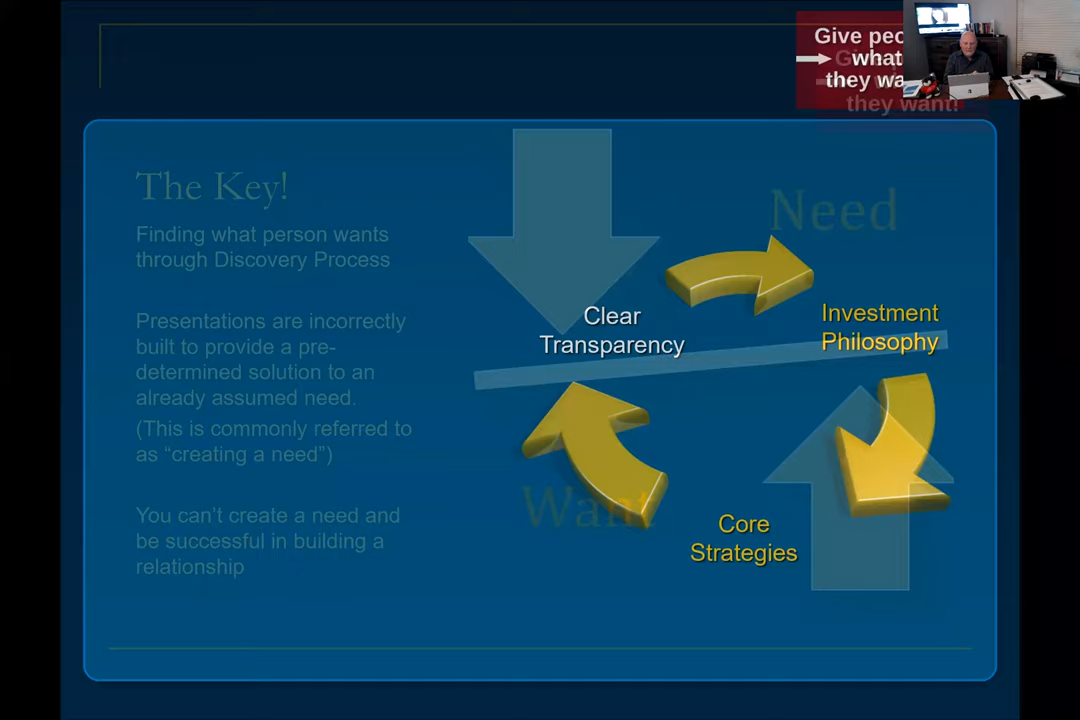 Give peo
what
they wa
they want!
The Key!
Finding what person wants
through Discovery Process
Presentations are incorrectly
built to provide a pre-
determined solution to an
already assumed need.
(This is commonly referred to
as “creating a need”)
You can’t create a need and
be successful in building a
relationship
Need
Clear
Transparency
Investment
Philosophy
Want
Core
Strategies